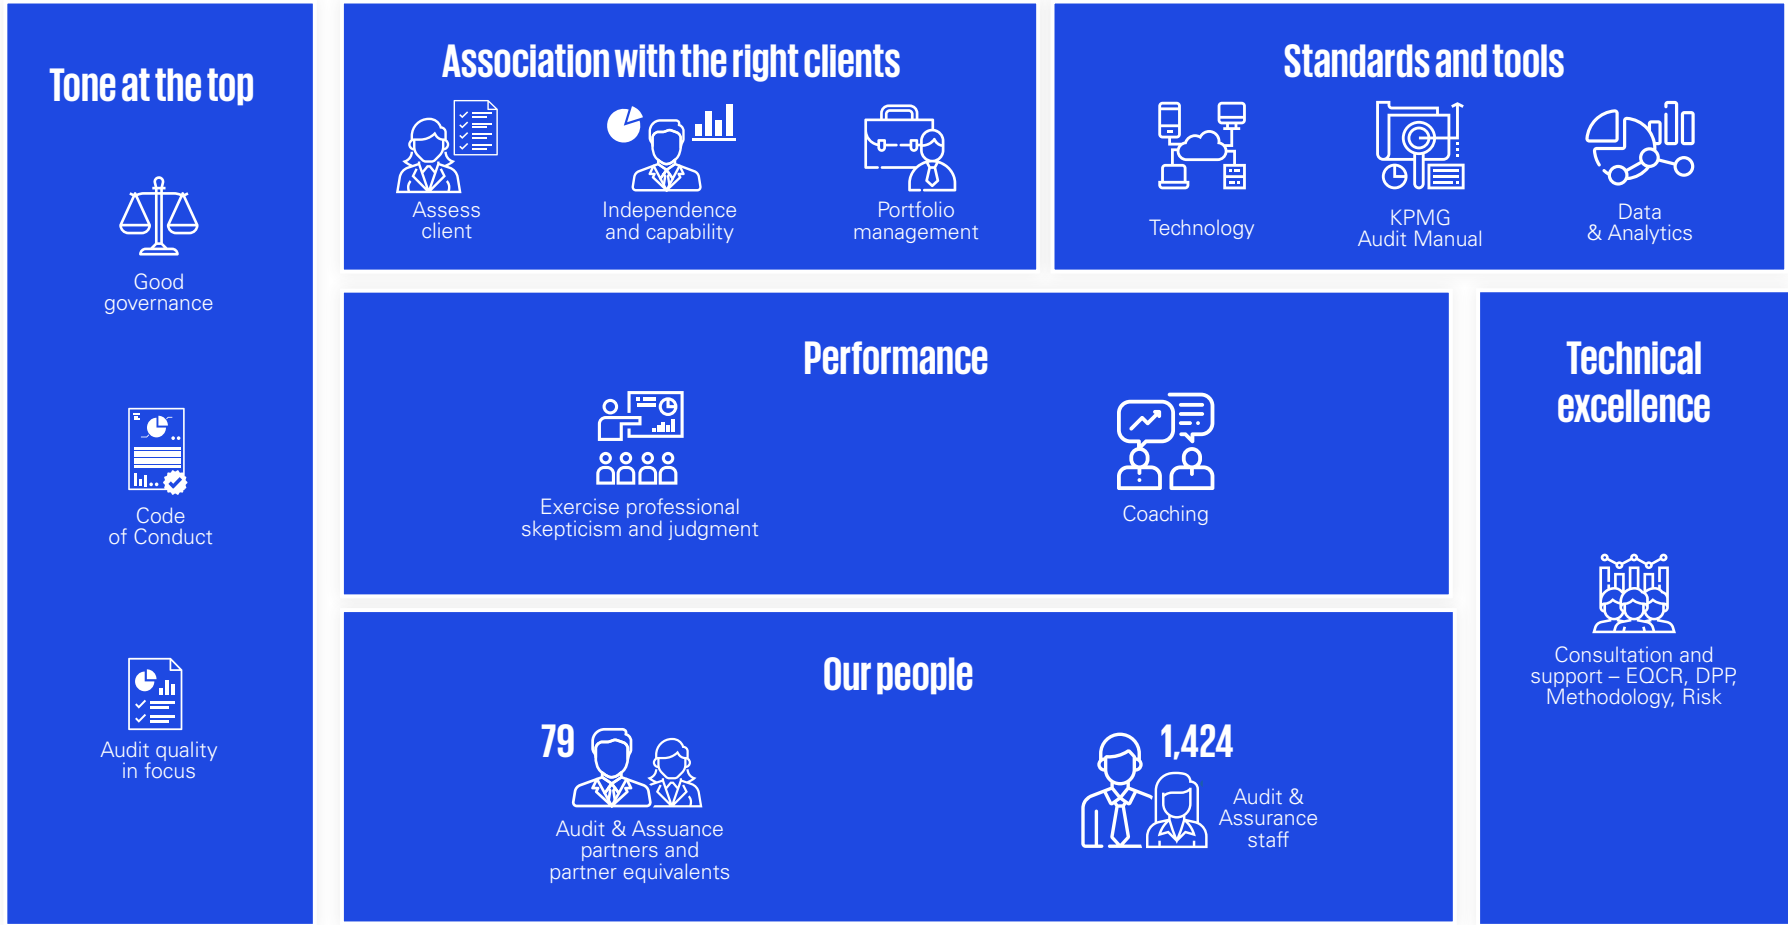 Tone at the top
Good
governance
Code
of Conduct
Audit quality
in focus
Association with the right clients
Assess
client
Independence
and capability
Portfolio
management
Standards and tools
Technology
KPMG
Audit Manual
Data
& Analytics
Performance
Exercise professional
skepticism and judgment
Coaching
Technical
excellence
Consultation and
support – EQCR, DPP,
Methodology, Risk
Our people
79
Audit & Assuance
partners and
partner equivalents
1,424
Audit &
Assurance
staff